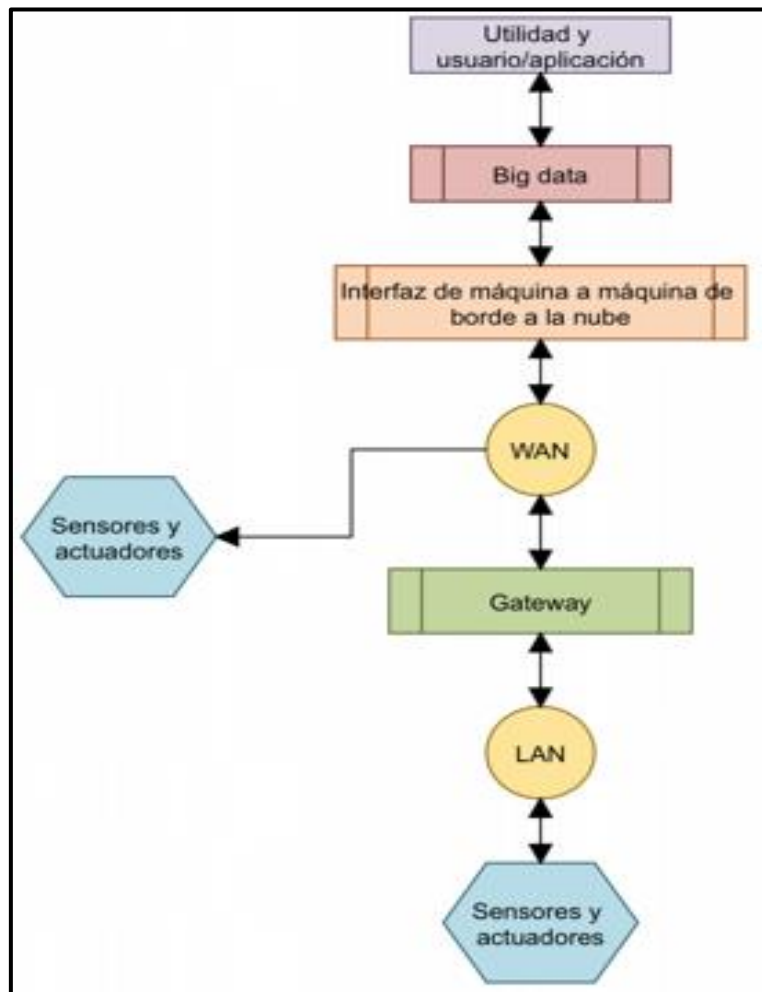 Utilidad y
usuario/aplicación
Big data
Interfaz de máquina a máquina de
borde a la nube
WAN
Sensores y
actuadores
Gateway
LAN
Sensores y
actuadores